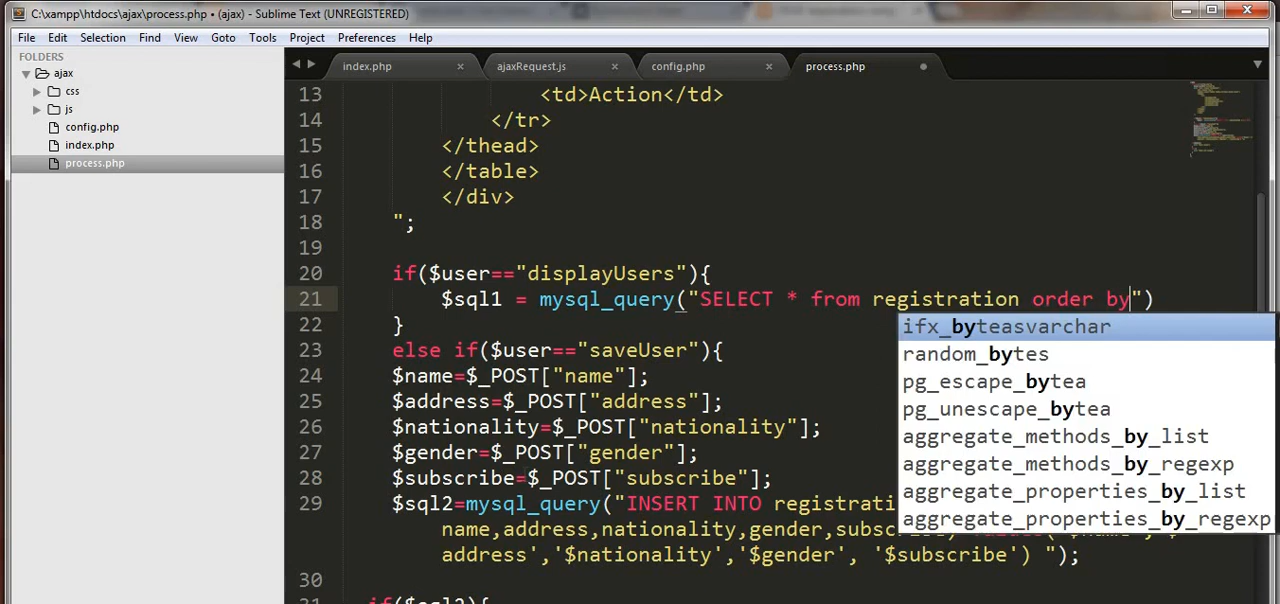 C:\xampp\htdocs\ajax\process.php • (ajax) - Sublime Text (UNREGISTERED)
File Edit Selection Find View Goto Tools Project Preferences Help
FOLDERS
ajax
css
js
config.php
index.php
process.php
index.php ajaxRequest.js config.php process.php
13 <td>Action</td>
14 </tr>
15 </thead>
16 </table>
17 </div>
18 ";
19
20 if($user=="displayUsers"){
21 $sql1 = mysql_query("SELECT * from registration order by")
22 }
23 else if($user=="saveUser"){
24 $name=$_POST["name"];
25 $address=$_POST["address"];
26 $nationality=$_POST["nationality"];
27 $gender=$_POST["gender"];
28 $subscribe=$_POST["subscribe"];
29 $sql2=mysql_query("INSERT INTO
name,address,nationality,gender,
address','$nationality','$gender', '$subscribe') ");
30
ifx_byteasvarchar
random_bytes
pg_escape_bytea
pg_unescape_bytea
aggregate_methods_by_list
aggregate_methods_by_regexp
aggregate_properties_by_list
aggregate_properties_by_regexp